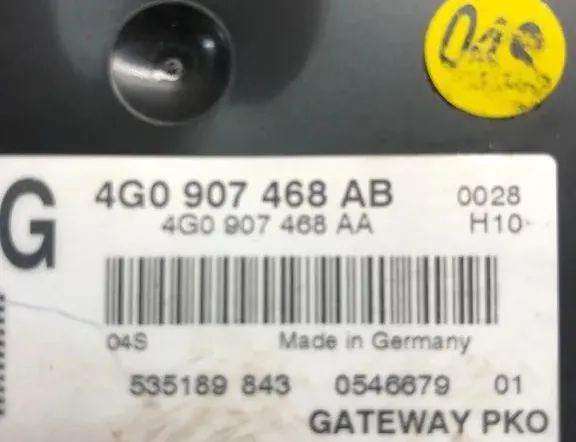 04S
G
4G0 907 468 AB 0028
4G0 907 468 AA H10-
04S Made in Germany
535189 843 0546679 01
GATEWAY PKO